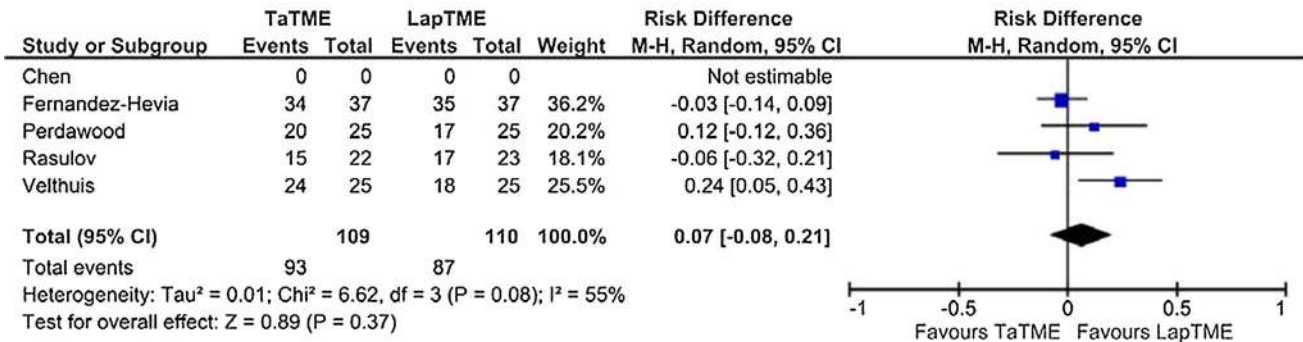 TaTME LapTME Risk Difference Risk Difference
Study or Subgroup Events Total Events Total Weight M-H, Random, 95% CI M-H, Random, 95% CI
Chen 0 0 0 0 Not estimable
Fernandez-Hevia 34 37 35 37 36.2% -0.03 [-0.14, 0.09]
Perdawood 20 25 17 25 20.2% 0.12 [-0.12, 0.36]
Rasulov 15 22 17 23 18.1% -0.06 [-0.32, 0.21]
Velthuis 24 25 18 25 25.5% 0.24 [0.05, 0.43]
Total (95% CI) 109 110 100.0% 0.07 [-0.08, 0.21]
Total events 93 87
Heterogeneity: Tau² = 0.01; Chi² = 6.62, df = 3 (P = 0.08); I² = 55%
Test for overall effect: Z = 0.89 (P = 0.37)
-1 -0.5 0 0.5 1
Favours TaTME Favours LapTME